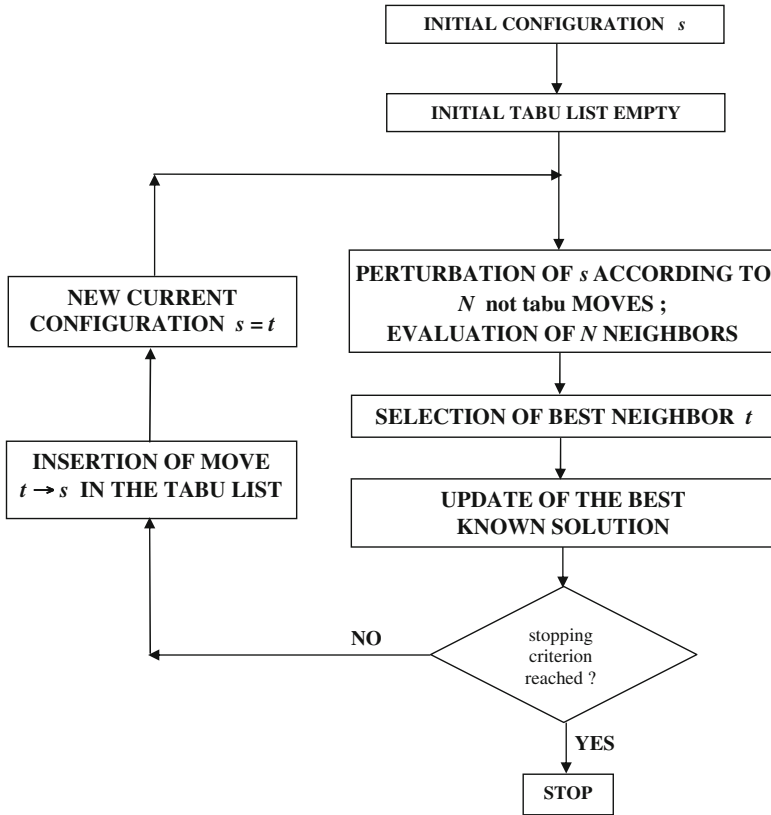 INITIAL CONFIGURATION s
INITIAL TABU LIST EMPTY
PERTURBATION OF s ACCORDING TO
N not tabu MOVES ;
EVALUATION OF N NEIGHBORS
SELECTION OF BEST NEIGHBOR t
UPDATE OF THE BEST
KNOWN SOLUTION
stopping
criterion
reached ?
YES
STOP
NO
INSERTION OF MOVE
t → s IN THE TABU LIST
NEW CURRENT
CONFIGURATION s = t